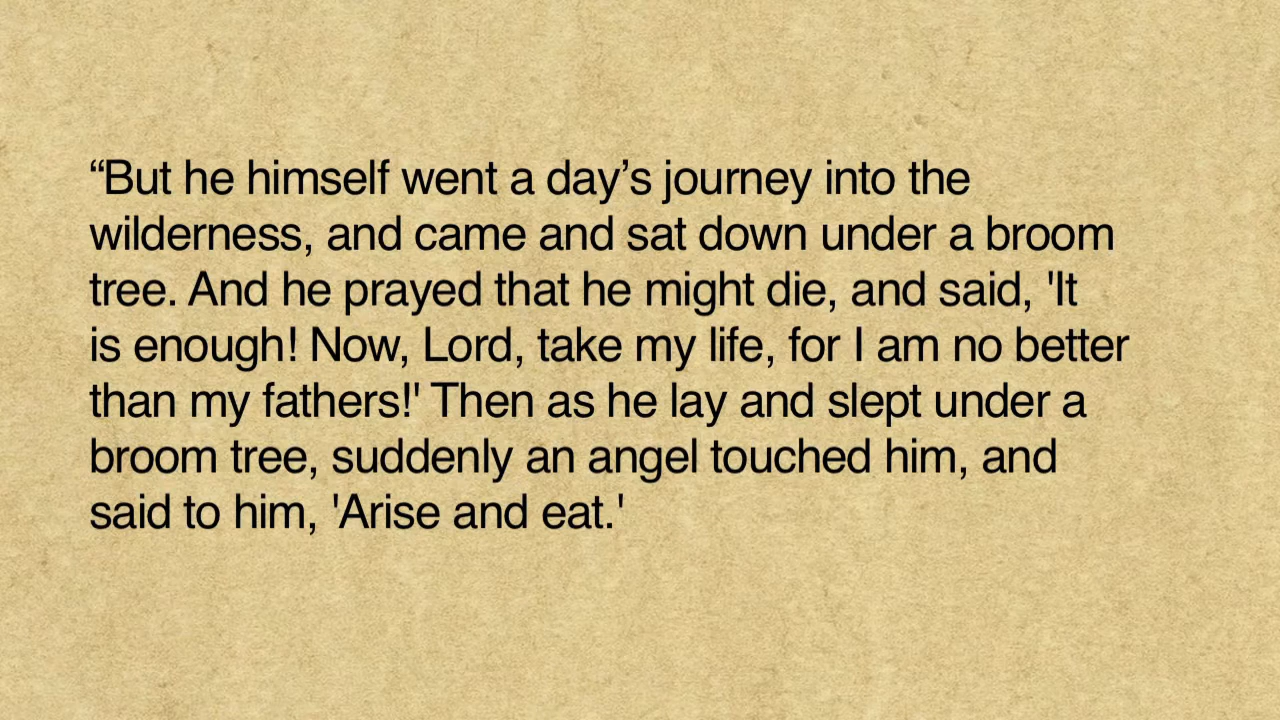 “But he himself went a day’s journey into the
wilderness, and came and sat down under a broom
tree. And he prayed that he might die, and said, 'It
is enough! Now, Lord, take my life, for I am no better
than my fathers!' Then as he lay and slept under a
broom tree, suddenly an angel touched him, and
said to him, 'Arise and eat.'